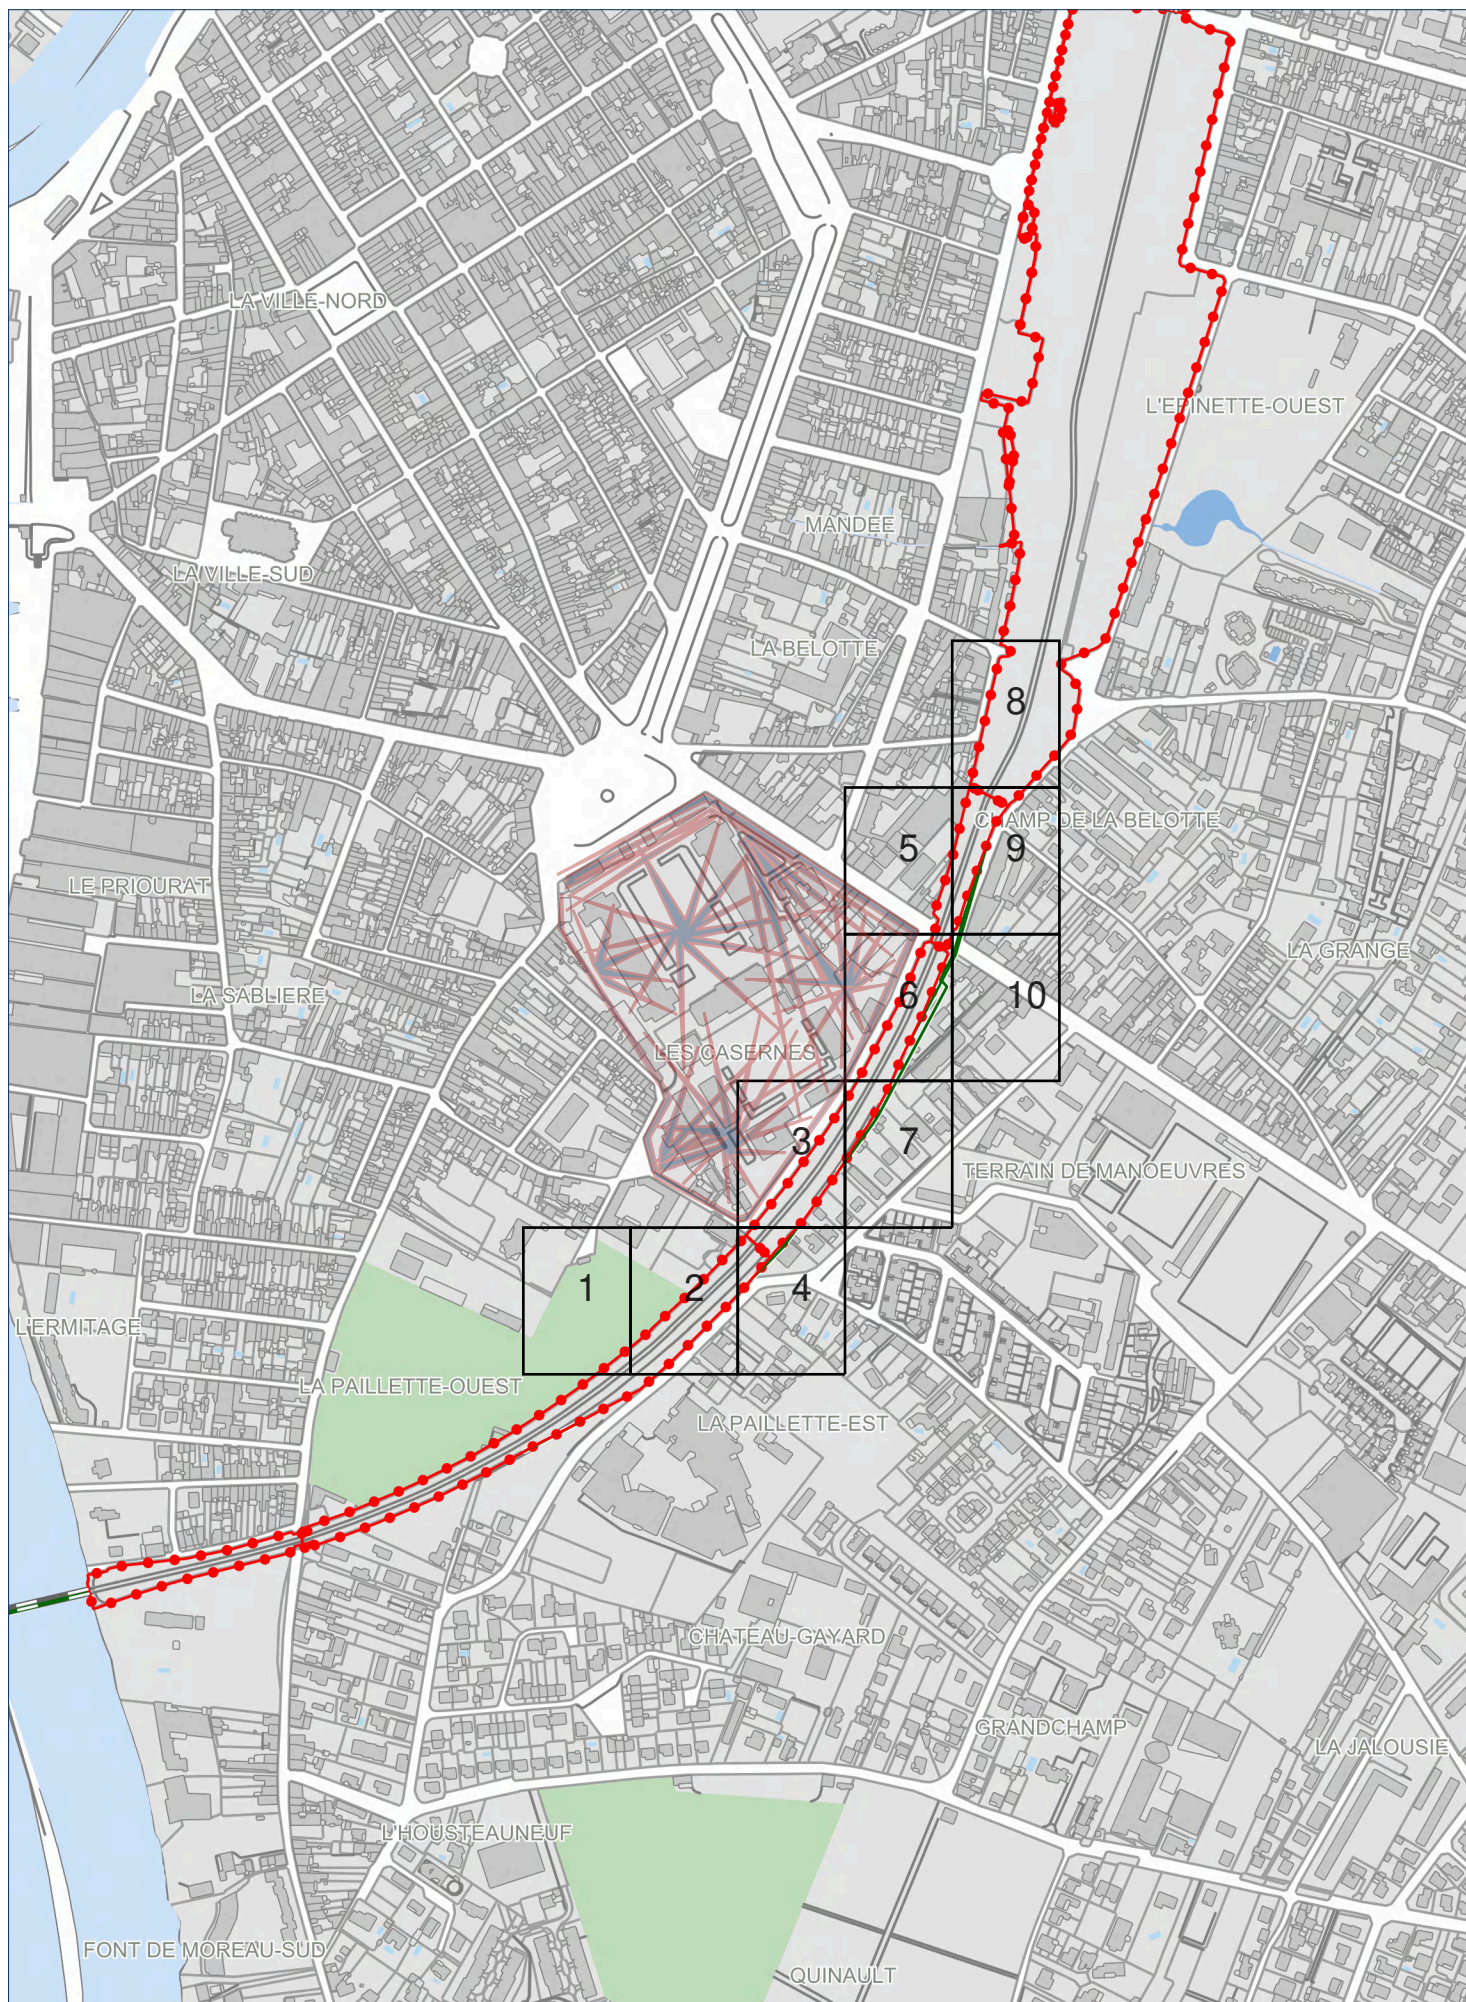 LA VILLE-NORD
L'EPINETTE-OUEST
MANDEE
LA VILLE-SUD
LA BELOTTE
8
CHAMP DE LA BELOTTE
5
9
LE PRIOURAT
LA GRANGE
LA SABLIERE
6
10
LES CASERNES
3
7
TERRAIN DE MANOEUVRES
1
2
4
L'ERMITAGE
LA PAILLETTE-OUEST
LA PAILLETTE-EST
CHATEAU-GAYARD
GRANDCHAMP
LA JALOUSIE
L'HOUSTEAUNEUF
FONT DE MOREAU-SUD
QUINAULT